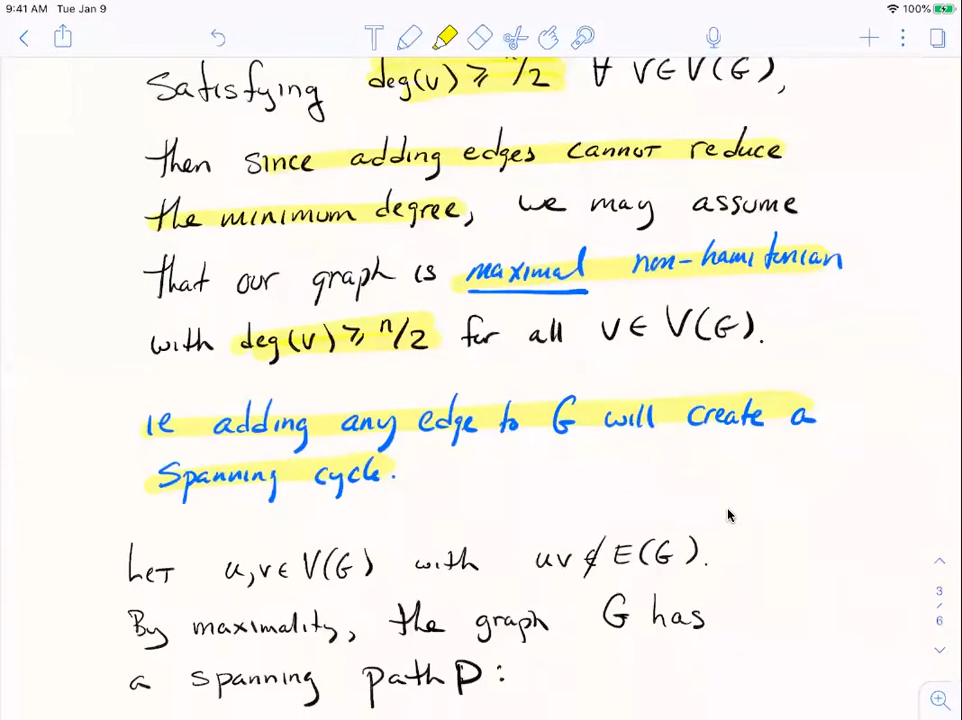 9:41 AM Tue Jan 9
100%
Satisfying deg(v) ≥ n/2 ∀ v ∈ V(G),
then since adding edges cannot reduce
the minimum degree, we may assume
that our graph is maximal non-hamiltonian
with deg(v) ≥ n/2 for all v ∈ V(G).
ie adding any edge to G will create a
spanning cycle.
Let u,v ∈ V(G) with uv ∉ E(G).
By maximality, the graph G has
a spanning path P:
3
/
6